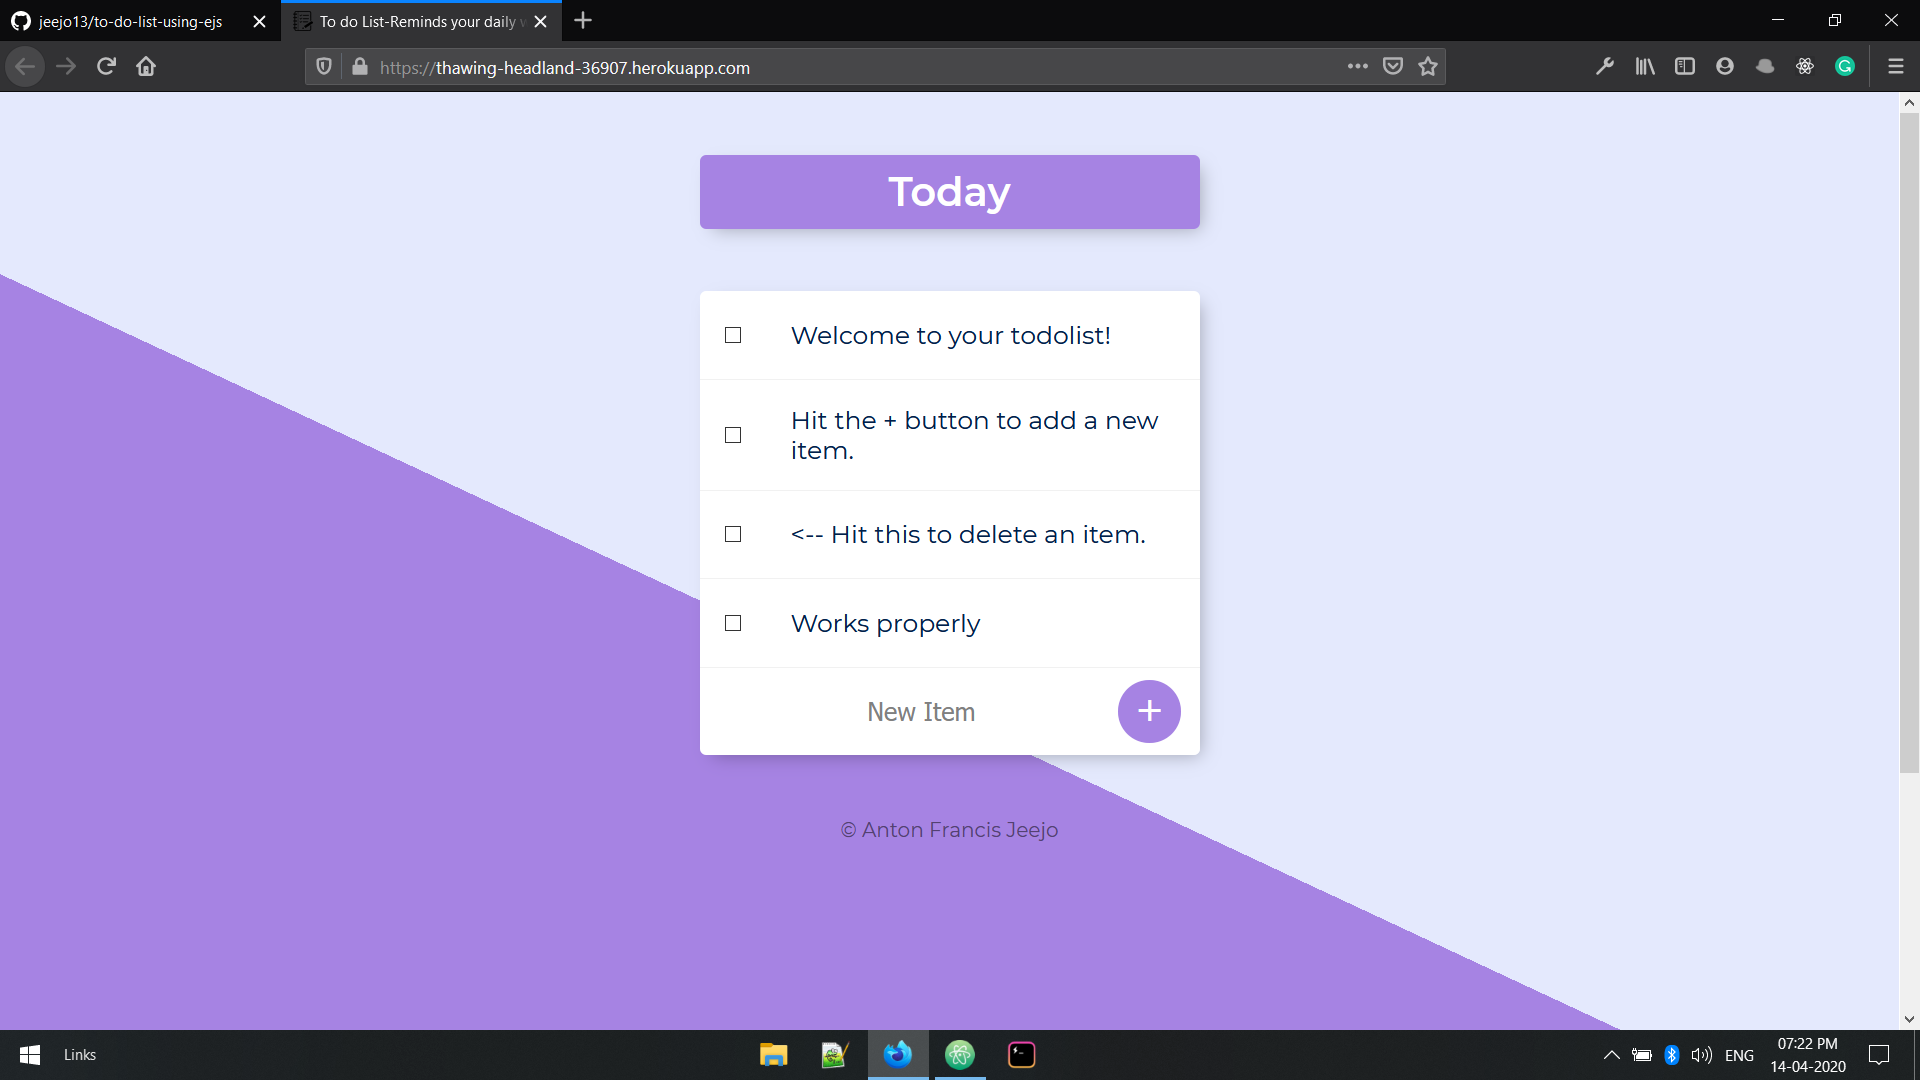 jeejo13/to-do-list-using-ejs
To do List-Reminds your daily
https://thawing-headland-36907.herokuapp.com
Today
Welcome to your todolist!
Hit the + button to add a new
item.
<-- Hit this to delete an item.
Works properly
New Item
+
© Anton Francis Jeejo
Links
ENG
07:22 PM
14-04-2020